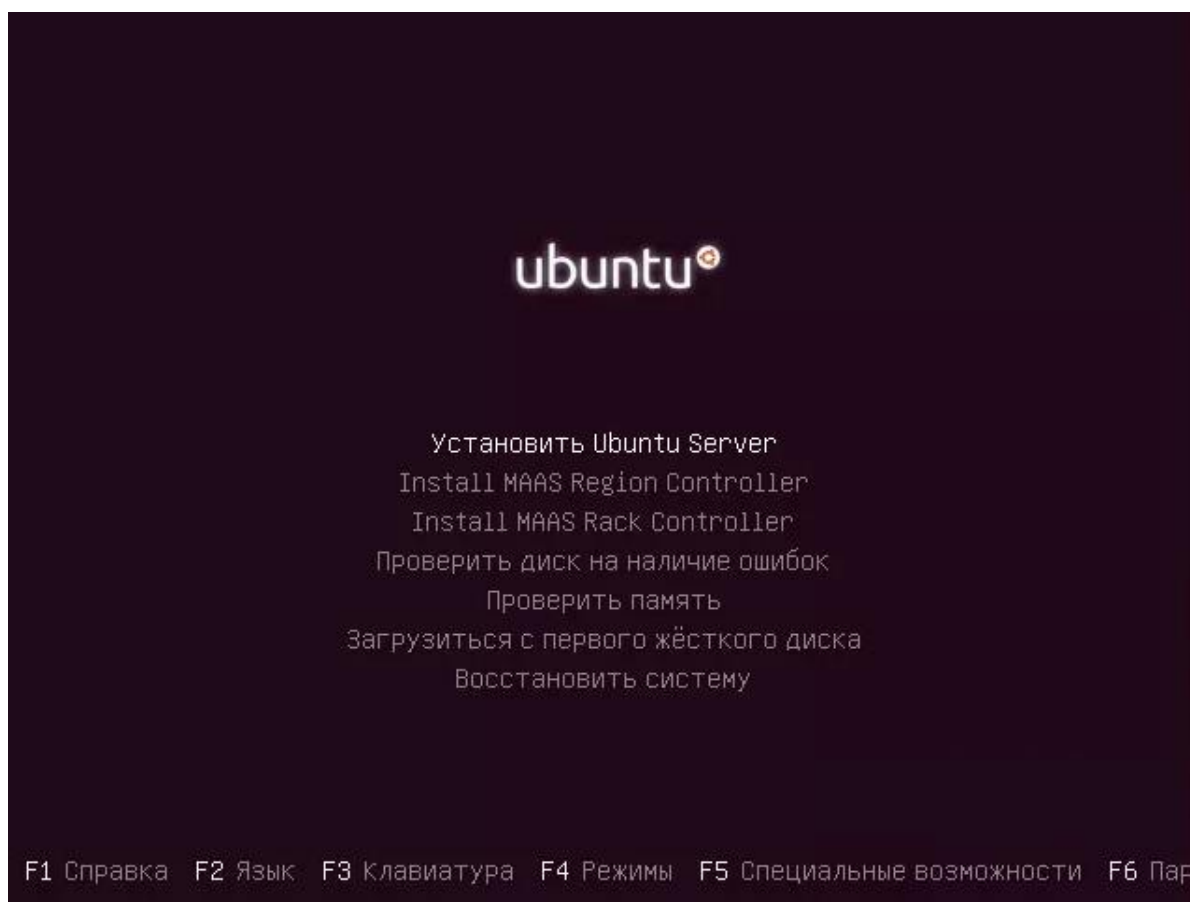 ubuntu
Установить Ubuntu Server
Install MAAS Region Controller
Install MAAS Rack Controller
Проверить диск на наличие ошибок
Проверить память
Загрузиться с первого жёсткого диска
Восстановить систему
F1 Справка F2 Язык F3 Клавиатура F4 Режимы F5 Специальные возможности F6 Пар